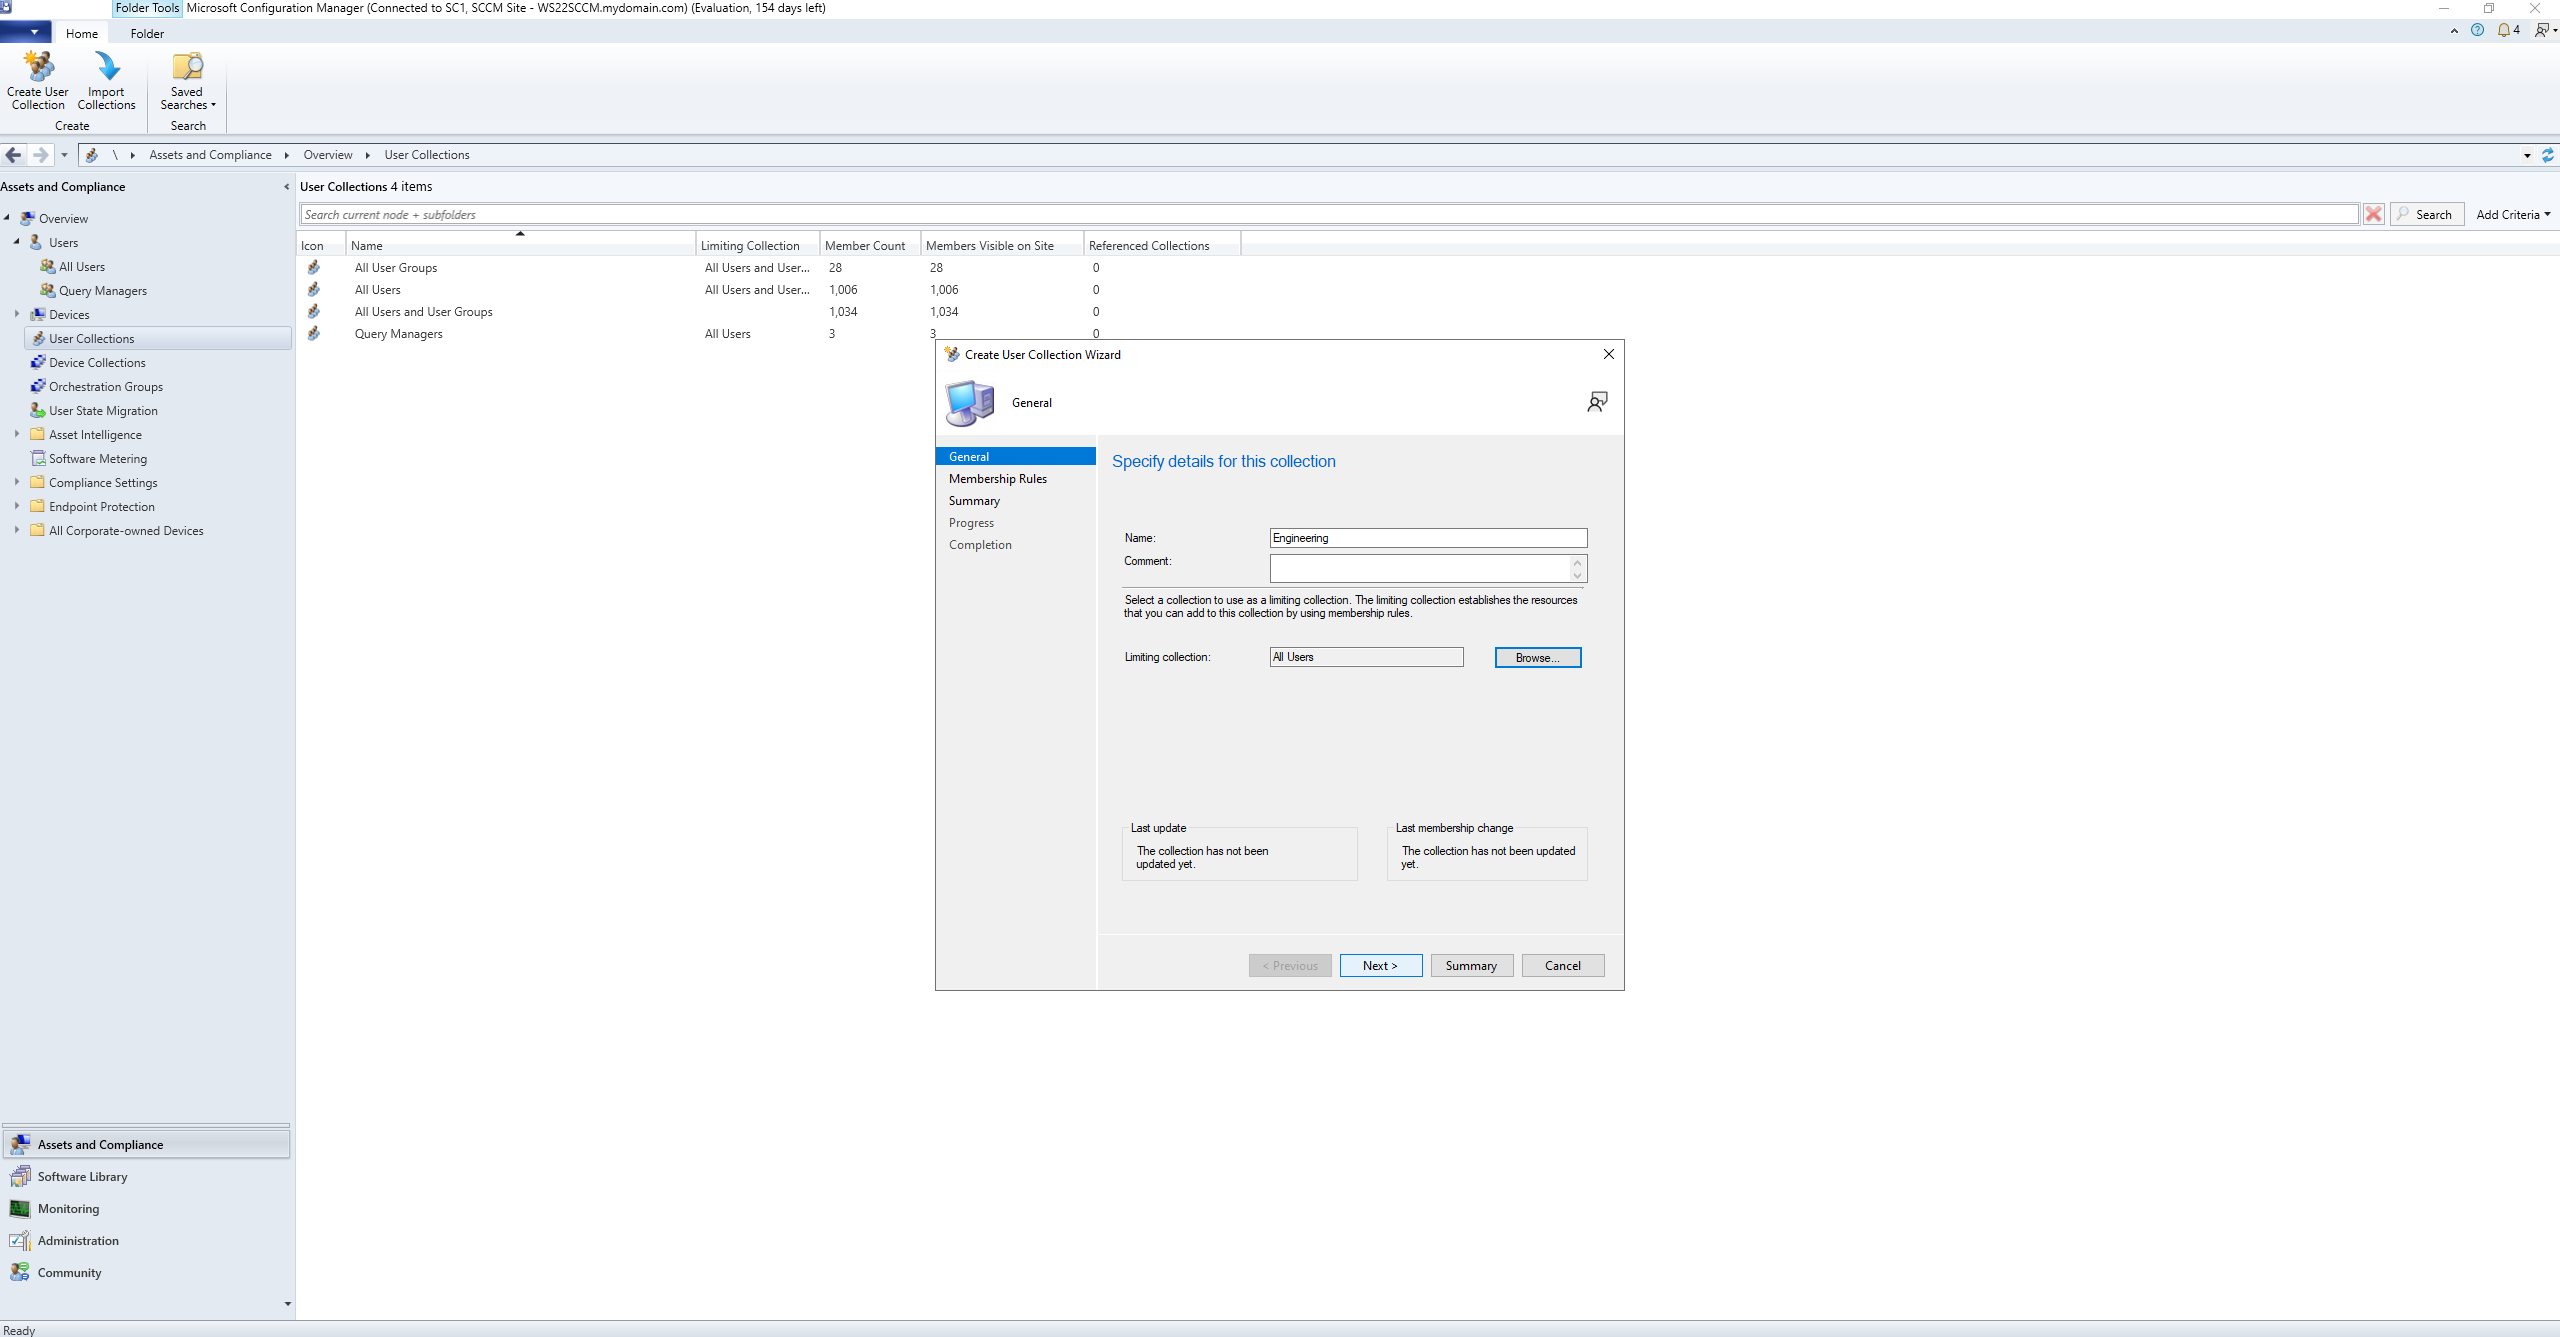 Folder Tools Microsoft Configuration Manager (Connected to SC1, SCCM Site - WS22SCCM.mydomain.com) (Evaluation, 154 days left)
Home Folder 4
Create User Collection
Import Collections
Saved Searches
Create Search
\ Assets and Compliance Overview User Collections
Assets and Compliance
Overview
Users
All Users
Query Managers
Devices
User Collections
Device Collections
Orchestration Groups
User State Migration
Asset Intelligence
Software Metering
Compliance Settings
Endpoint Protection
All Corporate-owned Devices
Assets and Compliance
Software Library
Monitoring
Administration
Community
User Collections 4 items
Search current node + subfolders Search Add Criteria
Icon Name Limiting Collection Member Count Members Visible on Site Referenced Collections
All User Groups All Users and User... 28 28 0
All Users All Users and User... 1,006 1,006 0
All Users and User Groups 1,034 1,034 0
Query Managers All Users 3 3 0
Create User Collection Wizard
General
General
Membership Rules
Summary
Progress
Completion
Specify details for this collection
Name: Engineering
Comment:
Select a collection to use as a limiting collection. The limiting collection establishes the resources
that you can add to this collection by using membership rules.
Limiting collection: All Users Browse...
Last update
The collection has not been
updated yet.
Last membership change
The collection has not been updated
yet.
< Previous Next > Summary Cancel
Ready